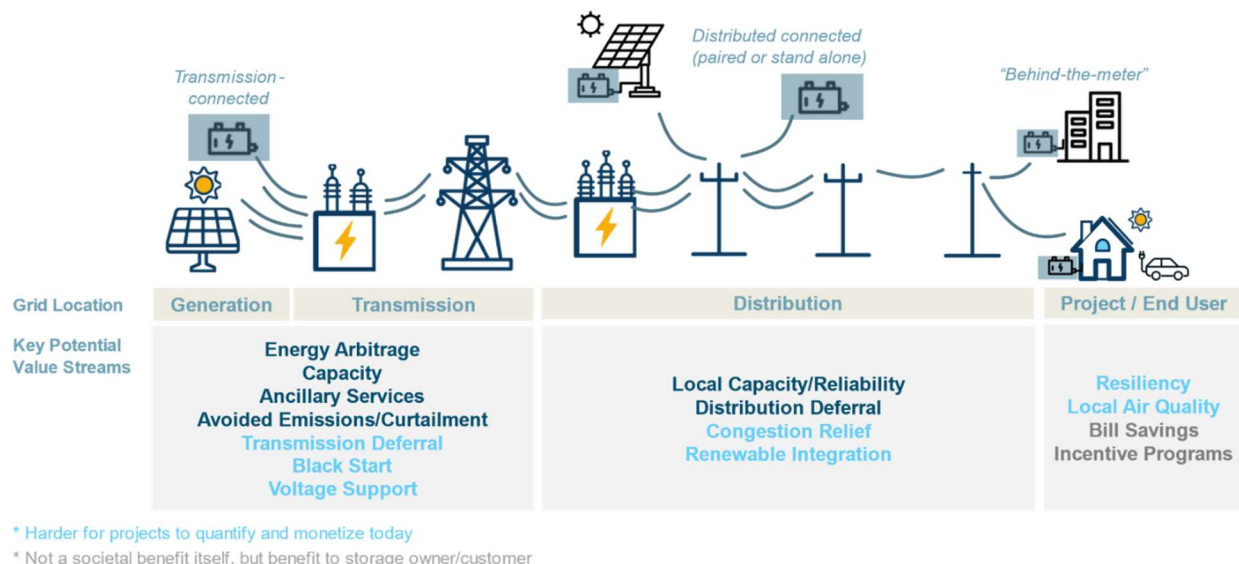 Transmission-
connected
Distributed connected
(paired or stand alone)
“Behind-the-meter”
Grid Location
Generation
Transmission
Distribution
Project / End User
Key Potential
Value Streams
Energy Arbitrage
Capacity
Ancillary Services
Avoided Emissions/Curtailment
Transmission Deferral
Black Start
Voltage Support
Local Capacity/Reliability
Distribution Deferral
Congestion Relief
Renewable Integration
Resiliency
Local Air Quality
Bill Savings
Incentive Programs
* Harder for projects to quantify and monetize today
* Not a societal benefit itself, but benefit to storage owner/customer